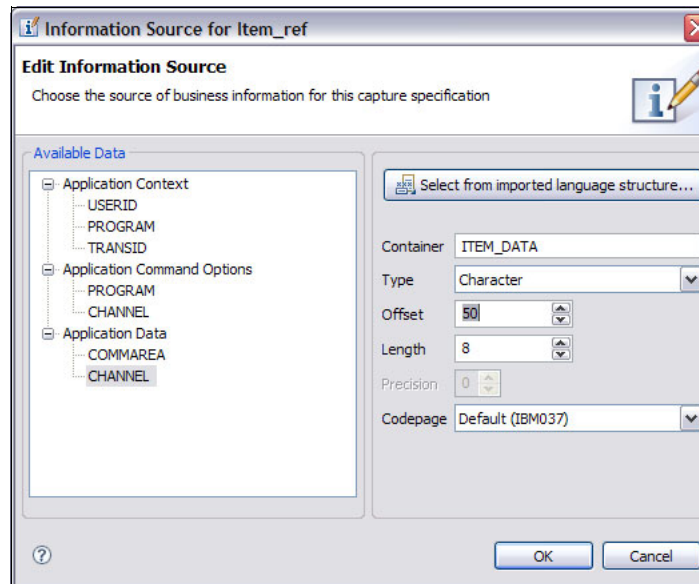 Information Source for Item_ref
Edit Information Source
Choose the source of business information for this capture specification
Available Data
Application Context
USERID
PROGRAM
TRANSID
Application Command Options
PROGRAM
CHANNEL
Application Data
COMMAREA
CHANNEL
Select from imported language structure...
Container ITEM_DATA
Type Character
Offset 50
Length 8
Precision 0
Codepage Default (IBM037)
OK Cancel